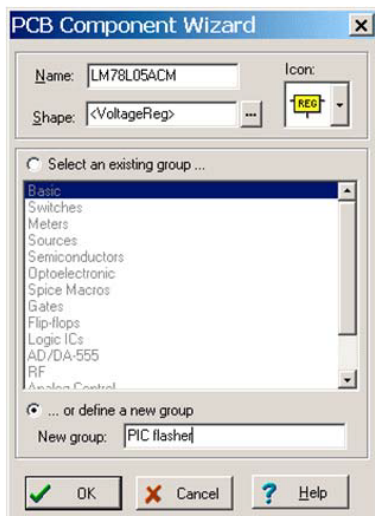 PCB Component Wizard
Name: LM78L05ACM
Icon:
REG
Shape: <VoltageReg> ...
Select an existing group ...
Basic
Switches
Meters
Sources
Semiconductors
Optoelectronic
Spice Macros
Gates
Flip-flops
Logic ICs
AD/DA-555
RF
Analog Control
... or define a new group
New group: PIC flasher
OK Cancel ? Help